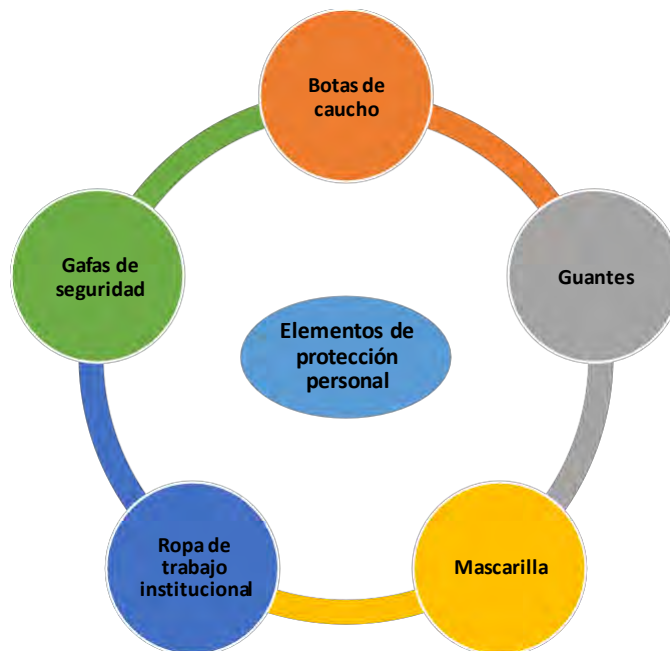 Botas de
caucho
Guantes
Mascarilla
Ropa de
trabajo
institucional
Gafas de
seguridad
Elementos de
protección
personal